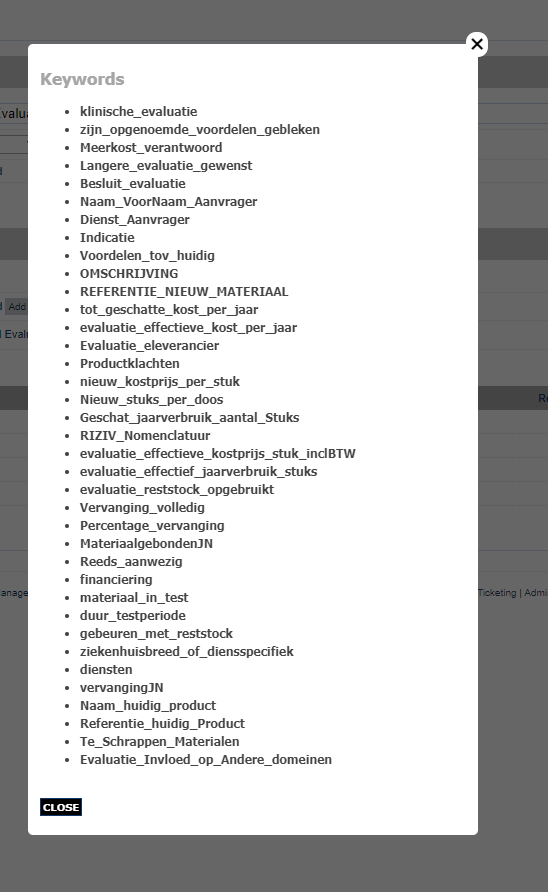 Keywords
klinische_evaluatie
zijn_opgenoemde_voordelen_gebleken
Meerkost_verantwoord
Langere_evaluatie_gewenst
Besluit_evaluatie
Naam_VoorNaam_Aanvrager
Dienst_Aanvrager
Indicatie
Voordelen_tov_huidig
OMSCHRIJVING
REFERENTIE_NIEUW_MATERIAAL
tot_geschatte_kost_per_jaar
evaluatie_effectieve_kost_per_jaar
Evaluatie_eleverancier
Productklachten
nieuw_kostprijs_per_stuk
Nieuw_stuks_per_doos
Geschat_jaarverbruik_aantal_Stuks
RIZIV_Nomenclatuur
evaluatie_effectieve_kostprijs_stuk_inclBTW
evaluatie_effectief_jaarverbruik_stuks
evaluatie_reststock_opgebruikt
Vervanging_volledig
Percentage_vervanging
MateriaalgebondenJN
Reeds_aanwezig
financiering
materiaal_in_test
duur_testperiode
gebeuren_met_reststock
ziekenhuisbreed_of_diensspecifiek
diensten
vervangingJN
Naam_huidig_product
Referentie_huidig_Product
Te_Schrappen_Materialen
Evaluatie_Invloed_op_Andere_domeinen
CLOSE
Add
Ticketing |